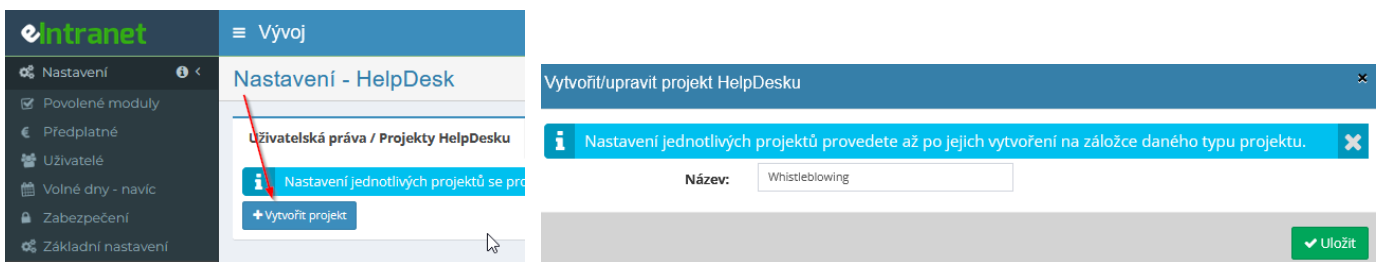 eIntranet
Nastavení
Povolené moduly
Předplatné
Uživatelé
Volné dny - navíc
Zabezpečení
Základní nastavení
Vývoj
Nastavení - HelpDesk
Uživatelská práva / Projekty HelpDesku
Nastavení jednotlivých projektů se pro
Vytvořit projekt
Vytvořit/upravit projekt HelpDesku
Nastavení jednotlivých projektů provedete až po jejich vytvoření na záložce daného typu projektu.
Název: Whistleblowing
Uložit